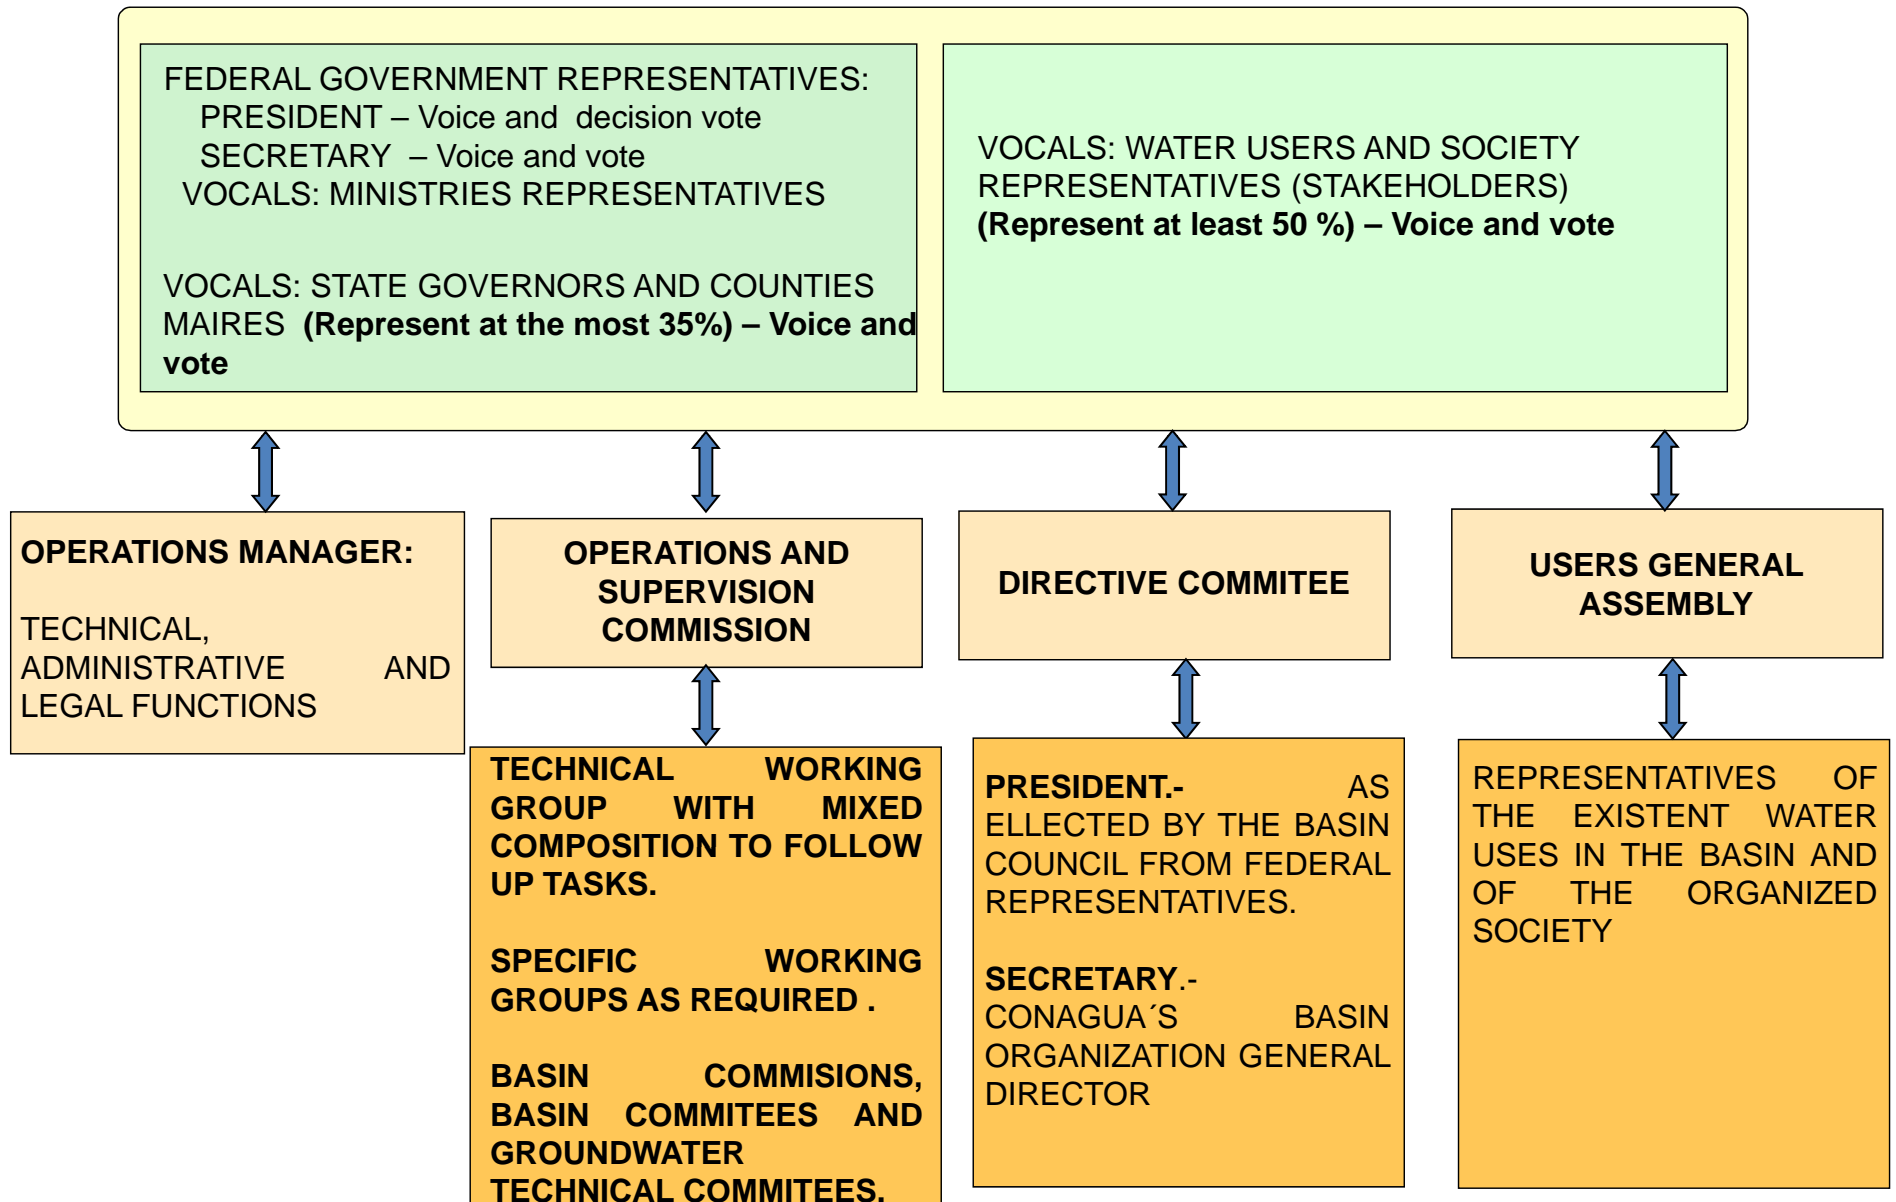 FEDERAL GOVERNMENT REPRESENTATIVES:
PRESIDENT – Voice and decision vote
SECRETARY – Voice and vote
VOCALS: MINISTRIES REPRESENTATIVES
VOCALS: STATE GOVERNORS AND COUNTIES
MAIRES (Represent at the most 35%) – Voice and
vote
VOCALS: WATER USERS AND SOCIETY
REPRESENTATIVES (STAKEHOLDERS)
(Represent at least 50 %) – Voice and vote
OPERATIONS MANAGER:
TECHNICAL,
ADMINISTRATIVE AND
LEGAL FUNCTIONS
OPERATIONS AND
SUPERVISION
COMMISSION
DIRECTIVE COMMITEE
USERS GENERAL
ASSEMBLY
TECHNICAL WORKING
GROUP WITH MIXED
COMPOSITION TO FOLLOW
UP TASKS.
SPECIFIC WORKING
GROUPS AS REQUIRED .
BASIN COMMISIONS,
BASIN COMMITEES AND
GROUNDWATER
TECHNICAL COMMITEES.
PRESIDENT.- AS
ELLECTED BY THE BASIN
COUNCIL FROM FEDERAL
REPRESENTATIVES.
SECRETARY.-
CONAGUA´S BASIN
ORGANIZATION GENERAL
DIRECTOR
REPRESENTATIVES OF
THE EXISTENT WATER
USES IN THE BASIN AND
OF THE ORGANIZED
SOCIETY